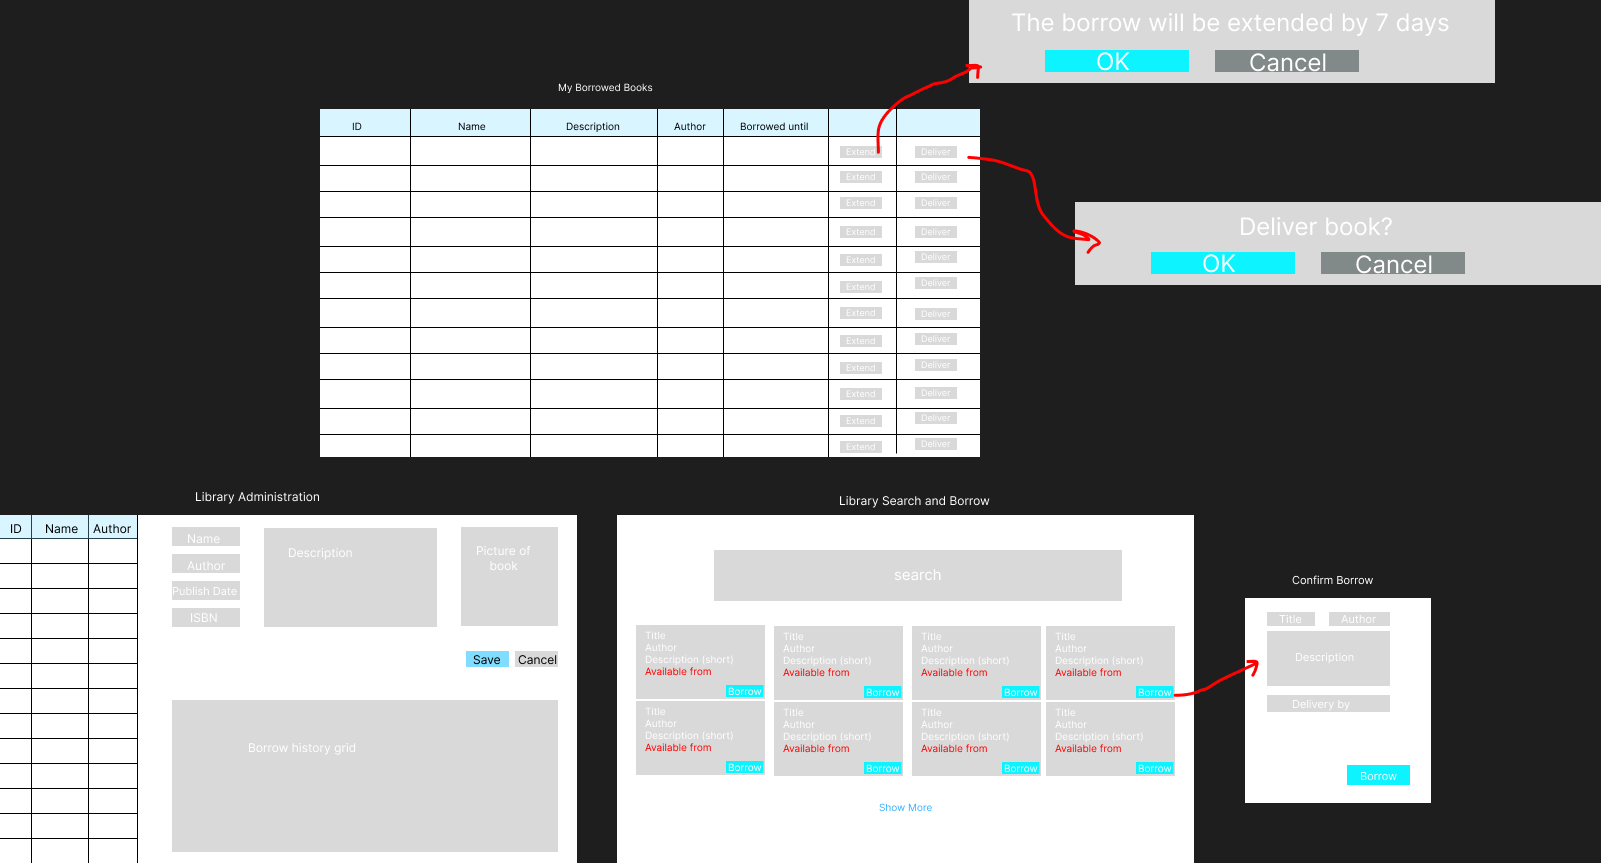 The borrow will be extended by 7 days
OK Cancel
My Borrowed Books
ID Name Description Author Borrowed until
Extend Deliver
Extend Deliver
Extend Deliver
Extend Deliver
Extend Deliver
Extend Deliver
Extend Deliver
Extend Deliver
Extend Deliver
Extend Deliver
Extend Deliver
Extend Deliver
Deliver book?
OK Cancel
Library Administration
ID Name Author
Name
Author
Publish Date
ISBN
Description
Picture of
book
Save Cancel
Borrow history grid
Library Search and Borrow
search
Title
Author
Description (short)
Available from
Borrow
Title
Author
Description (short)
Available from
Borrow
Title
Author
Description (short)
Available from
Borrow
Title
Author
Description (short)
Available from
Borrow
Title
Author
Description (short)
Available from
Borrow
Title
Author
Description (short)
Available from
Borrow
Title
Author
Description (short)
Available from
Borrow
Title
Author
Description (short)
Available from
Borrow
Show More
Confirm Borrow
Title Author
Description
Delivery by
Borrow